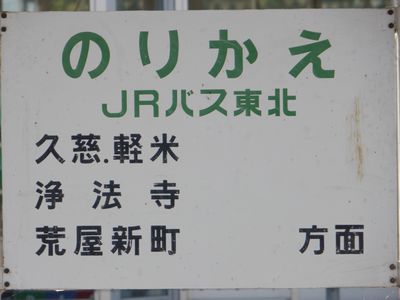 のりかえ
JRバス東北
久慈.軽米
浄法寺
荒屋新町 方面